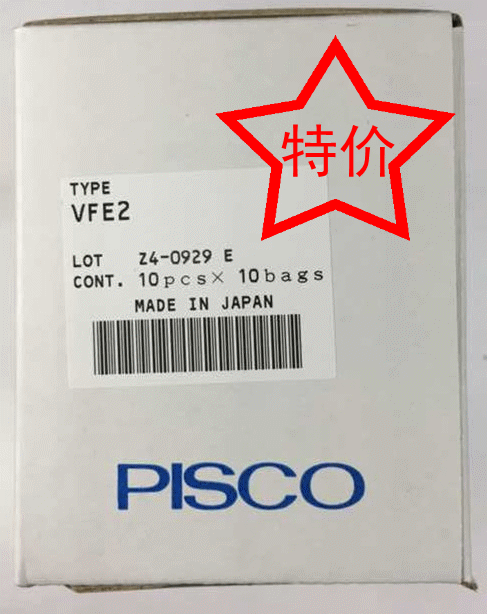 特价
TYPE
VFE2
LOT Z4-0929 E
CONT. 10pcs× 10bags
MADE IN JAPAN
PISCO